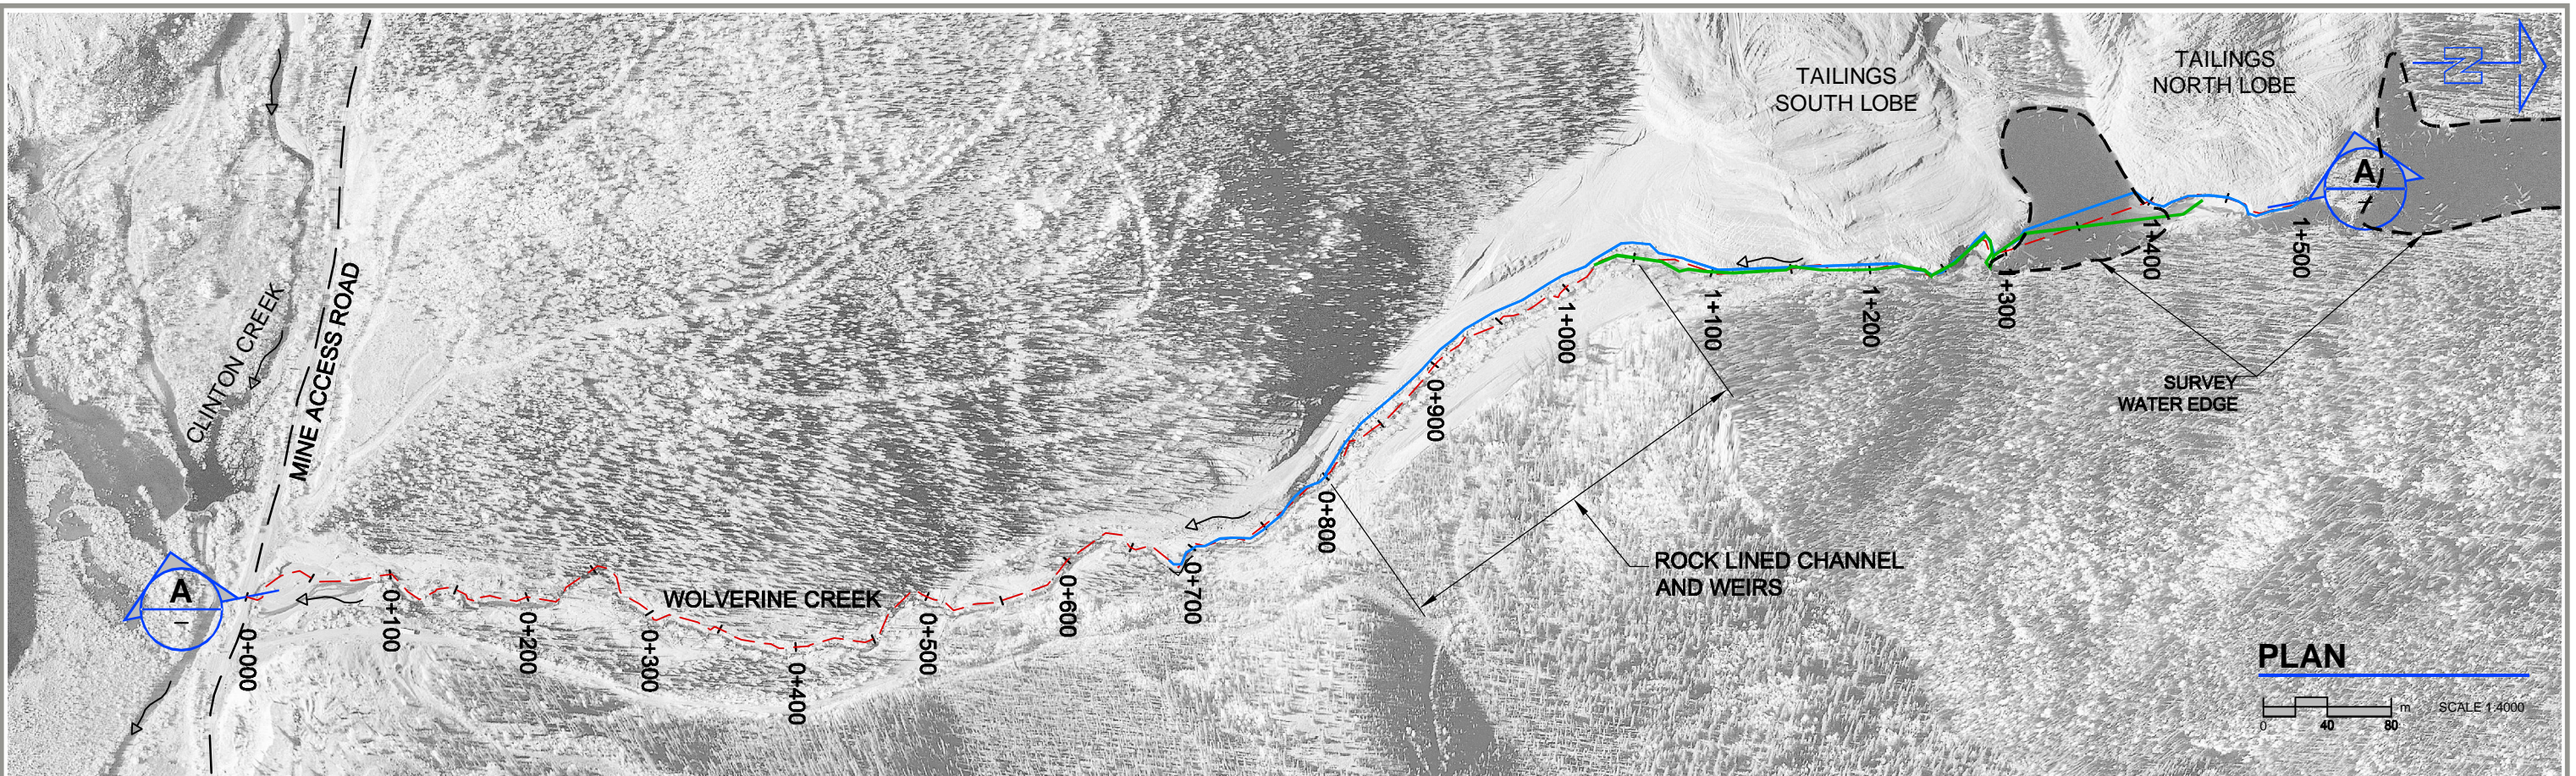 TAILINGS
SOUTH LOBE
TAILINGS
NORTH LOBE
N
A
CLINTON CREEK
MINE ACCESS ROAD
1+500
1+400
+300
1+200
1+100
1+000
0+900
0+800
SURVEY
WATER EDGE
ROCK LINED CHANNEL
AND WEIRS
WOLVERINE CREEK
A
0+000
0+100
0+200
0+300
0+400
0+500
0+600
0+700
PLAN
0 40 80 m SCALE 1:4000